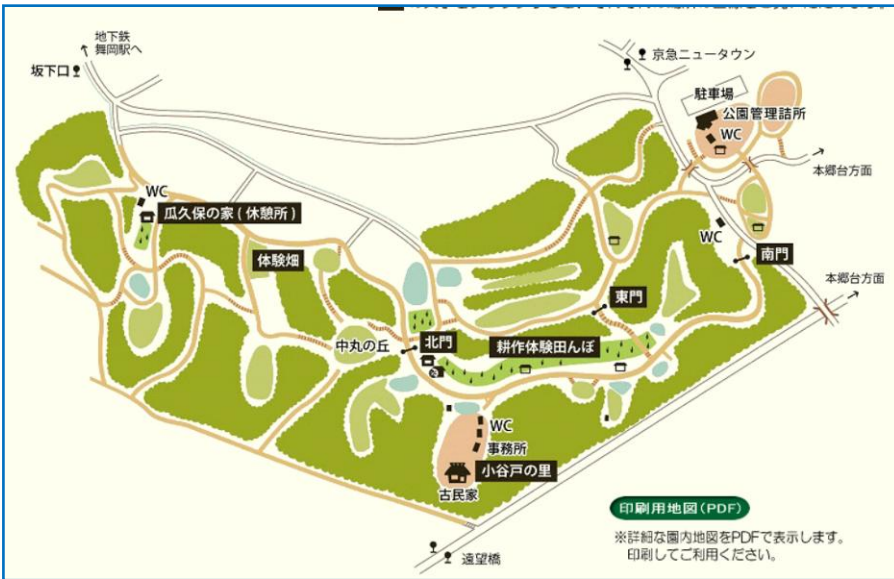 地下鉄
舞岡駅へ
坂下口
京急ニュータウン
駐車場
公園管理詰所
WC
本郷台方面
WC
瓜久保の家(休憩所)
体験畑
WC
南門
本郷台方面
東門
北門
中丸の丘
耕作体験田んぼ
WC
事務所
小谷戸の里
古民家
遠望橋
印刷用地図(PDF)
※詳細な園内地図をPDFで表示します。
印刷してご利用ください。